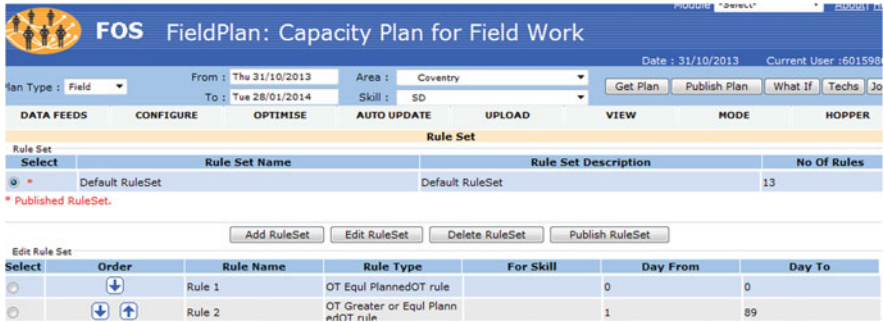 Module *Select* About
FOS FieldPlan: Capacity Plan for Field Work
Date : 31/10/2013 Current User :601598
Plan Type : Field From : Thu 31/10/2013 Area : Coventry Get Plan Publish Plan What If Techs
To : Tue 28/01/2014 Skill : SD
DATA FEEDS CONFIGURE OPTIMISE AUTO UPDATE UPLOAD VIEW MODE HOPPER
Rule Set
Rule Set
Select Rule Set Name Rule Set Description No Of Rules
* Default RuleSet Default RuleSet 13
* Published RuleSet.
Add RuleSet Edit RuleSet Delete RuleSet Publish RuleSet
Edit Rule Set
Select Order Rule Name Rule Type For Skill Day From Day To
Rule 1 OT Equl PlannedOT rule 0 0
Rule 2 OT Greater or Equl Plann 1 89
edOT rule